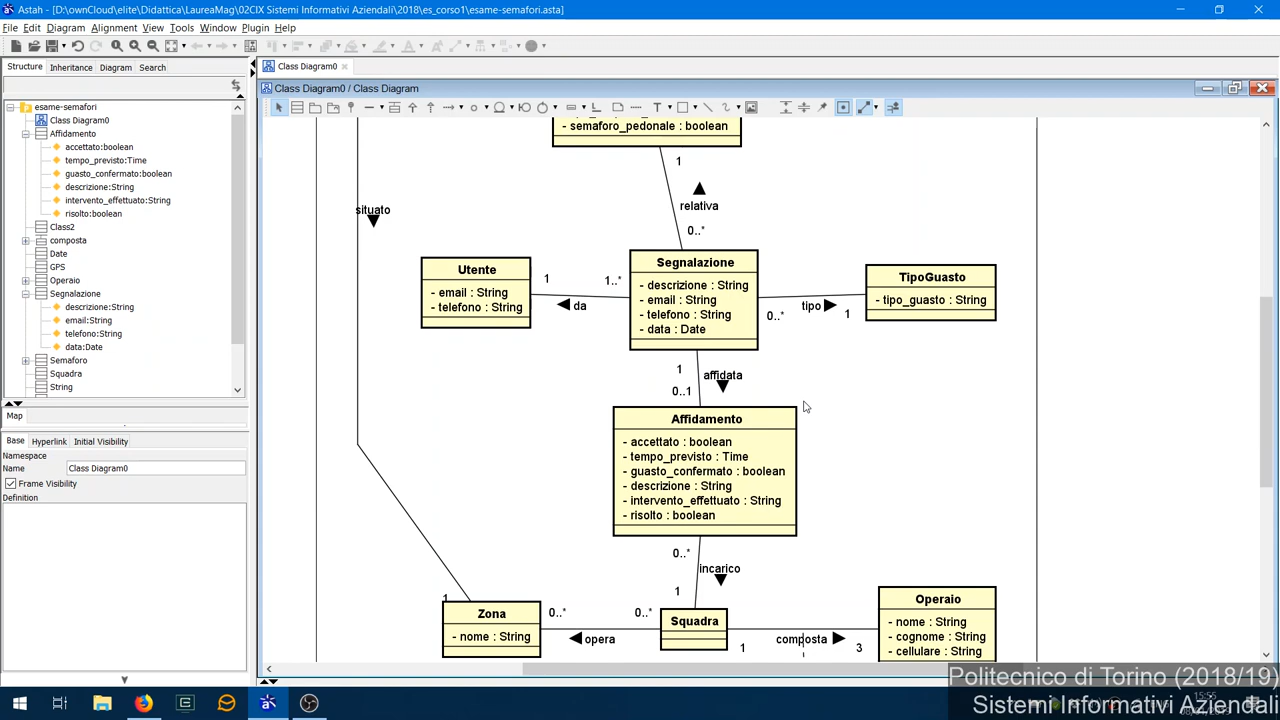 Astah - [D:\ownCloud\elite\Didattica\LaureaMag\02CIX Sistemi Informativi Aziendali\2018\es_corso1\esame-semafori.asta]
File Edit Diagram Alignment View Tools Window Plugin Help
Structure Inheritance Diagram Search
Class Diagram0
Class Diagram0 / Class Diagram
T
esame-semafori
Class Diagram0
Affidamento
accettato:boolean
tempo_previsto:Time
guasto_confermato:boolean
descrizione:String
intervento_effettuato:String
risolto:boolean
Class2
composta
Date
GPS
Operaio
Segnalazione
descrizione:String
email:String
telefono:String
data:Date
Semaforo
Squadra
String
Map
Base Hyperlink Initial Visibility
Namespace
Name Class Diagram0
Frame Visibility
Definition
- semaforo_pedonale : boolean
1
relativa
0..*
situato
Utente
- email : String
- telefono : String
1
1..*
da
Segnalazione
- descrizione : String
- email : String
- telefono : String
- data : Date
tipo
0..*
1
TipoGuasto
- tipo_guasto : String
1
affidata
0..1
Affidamento
- accettato : boolean
- tempo_previsto : Time
- guasto_confermato : boolean
- descrizione : String
- intervento_effettuato : String
- risolto : boolean
0..*
incarico
1
1
Zona
- nome : String
0..*
0..*
opera
Squadra
1
composta
3
Operaio
- nome : String
- cognome : String
- cellulare : String
Politecnico di Torino (2018/19)
15:55
Sistemi Informativi Aziendali